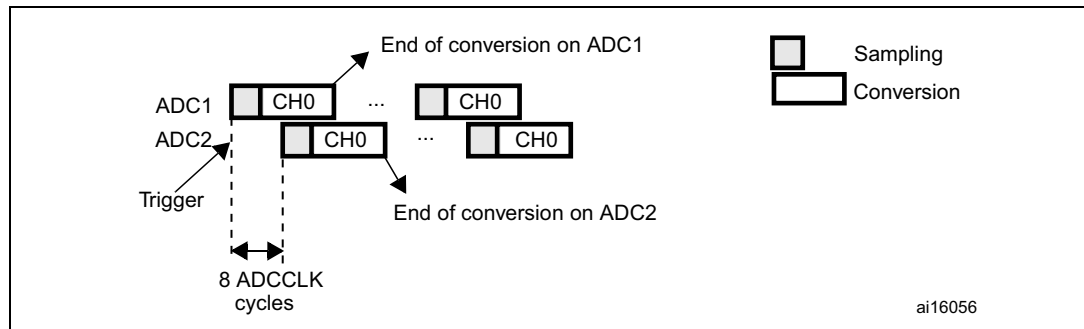 End of conversion on ADC1
Sampling
Conversion
ADC1 CH0 ... CH0
ADC2 CH0 ... CH0
Trigger
End of conversion on ADC2
8 ADCCLK
cycles
ai16056